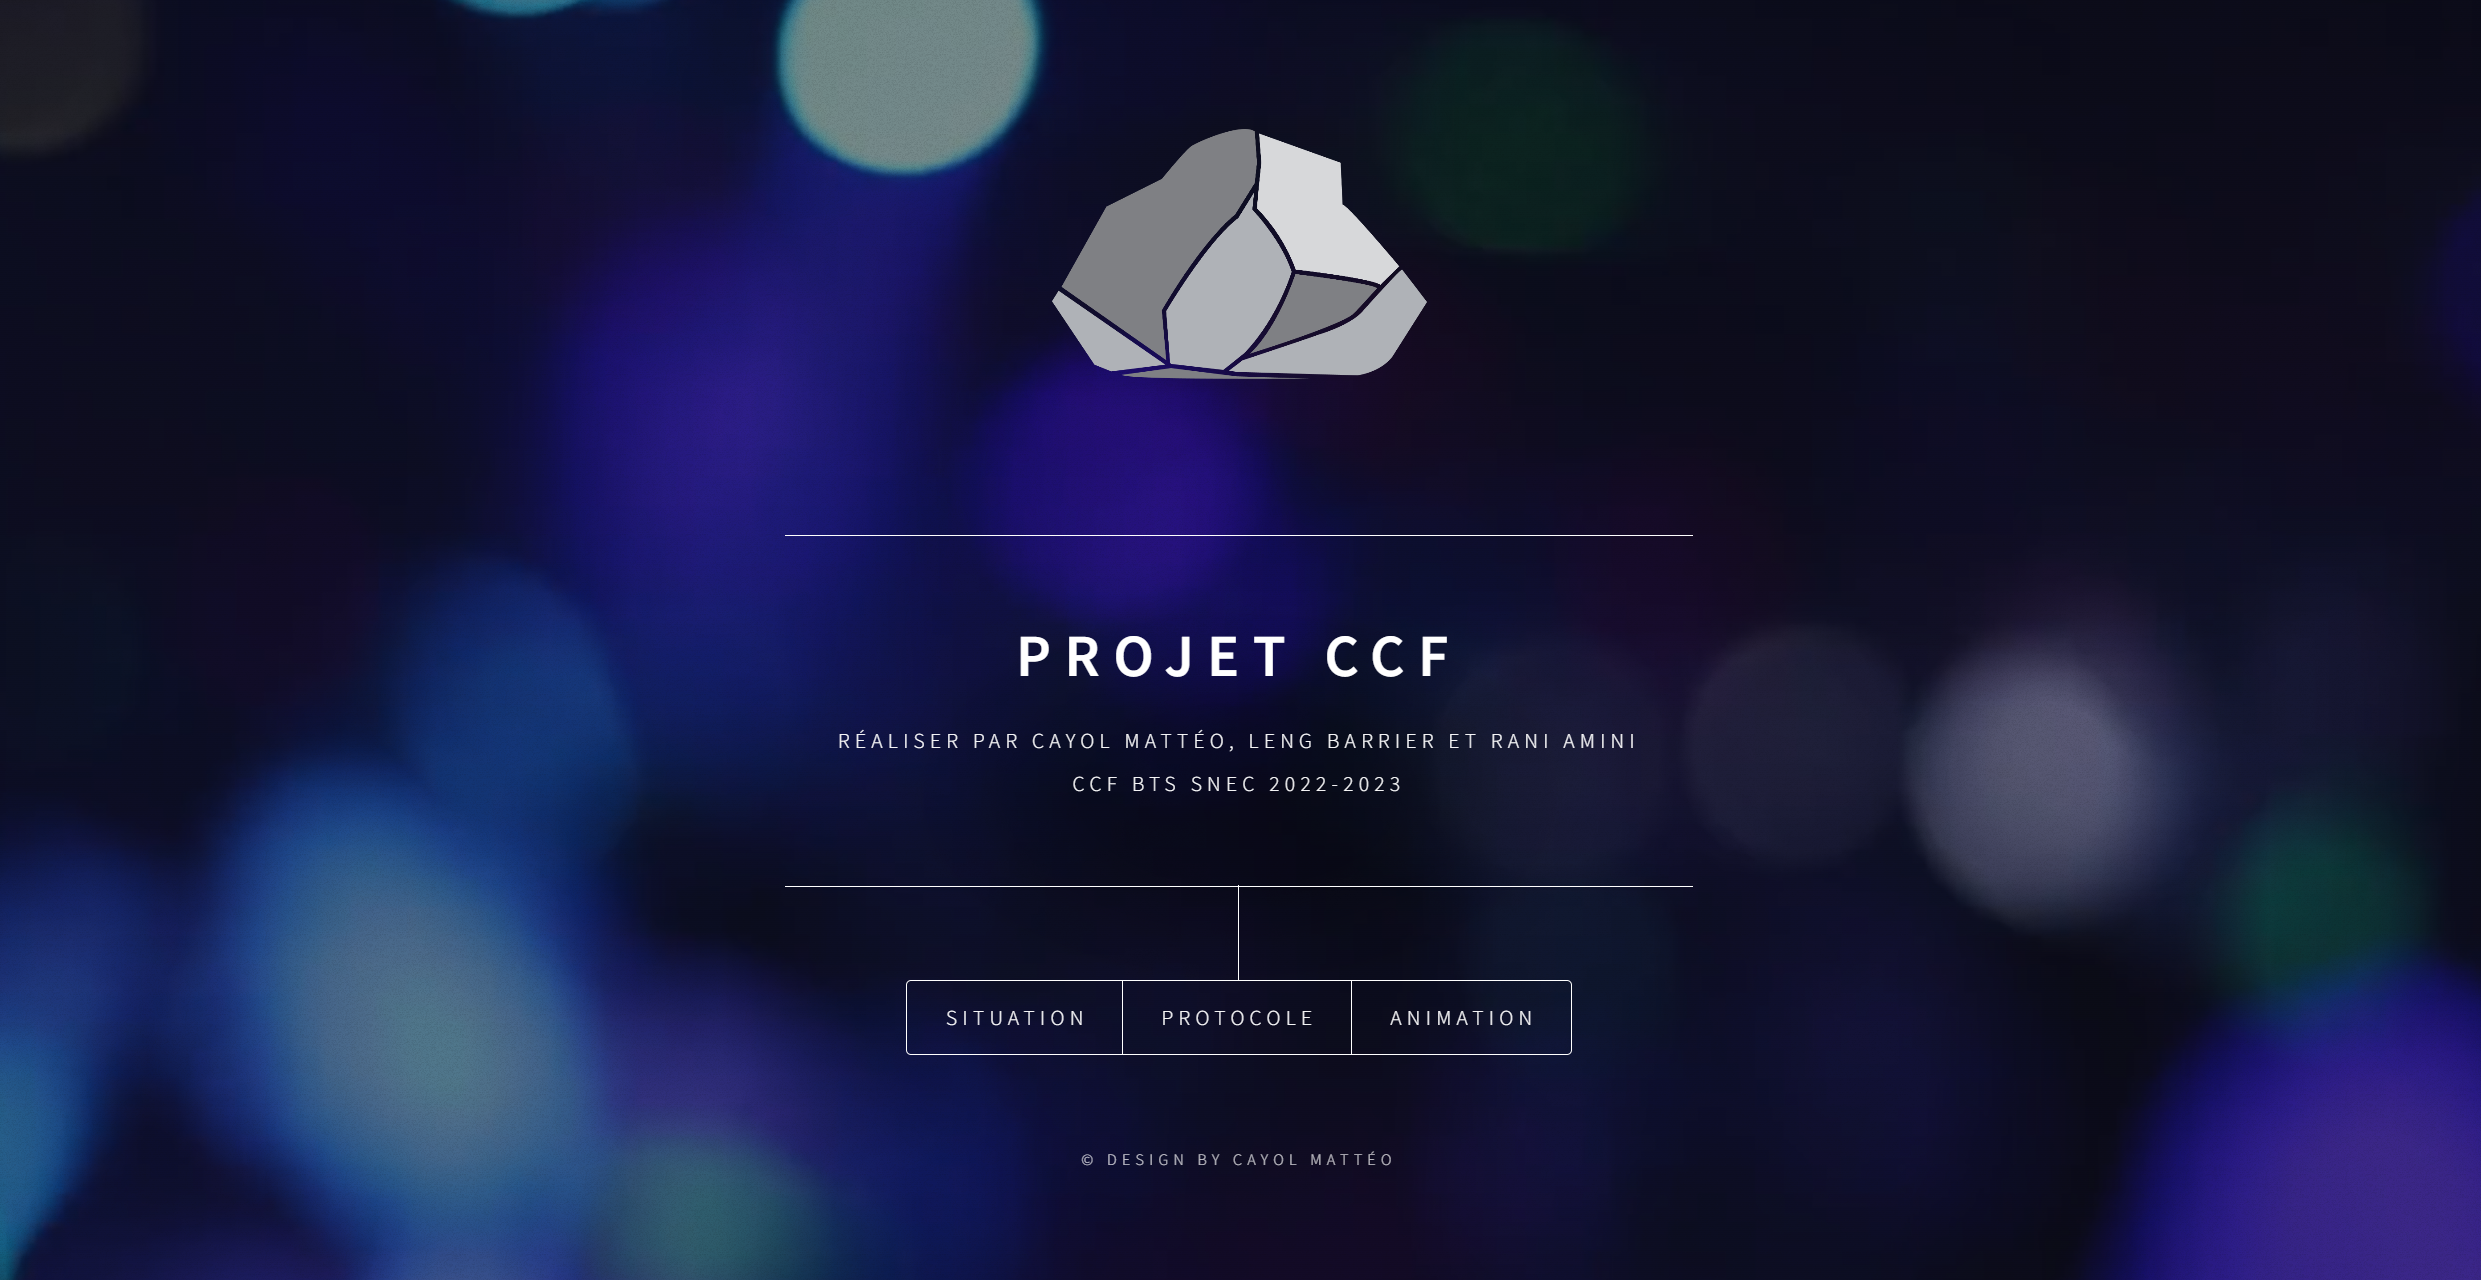 PROJET CCF
RÉALISER PAR CAYOL MATTÉO, LENG BARRIER ET RANI AMINI
CCF BTS SNEC 2022-2023
SITUATION
PROTOCOLE
ANIMATION
© DESIGN BY CAYOL MATTÉO